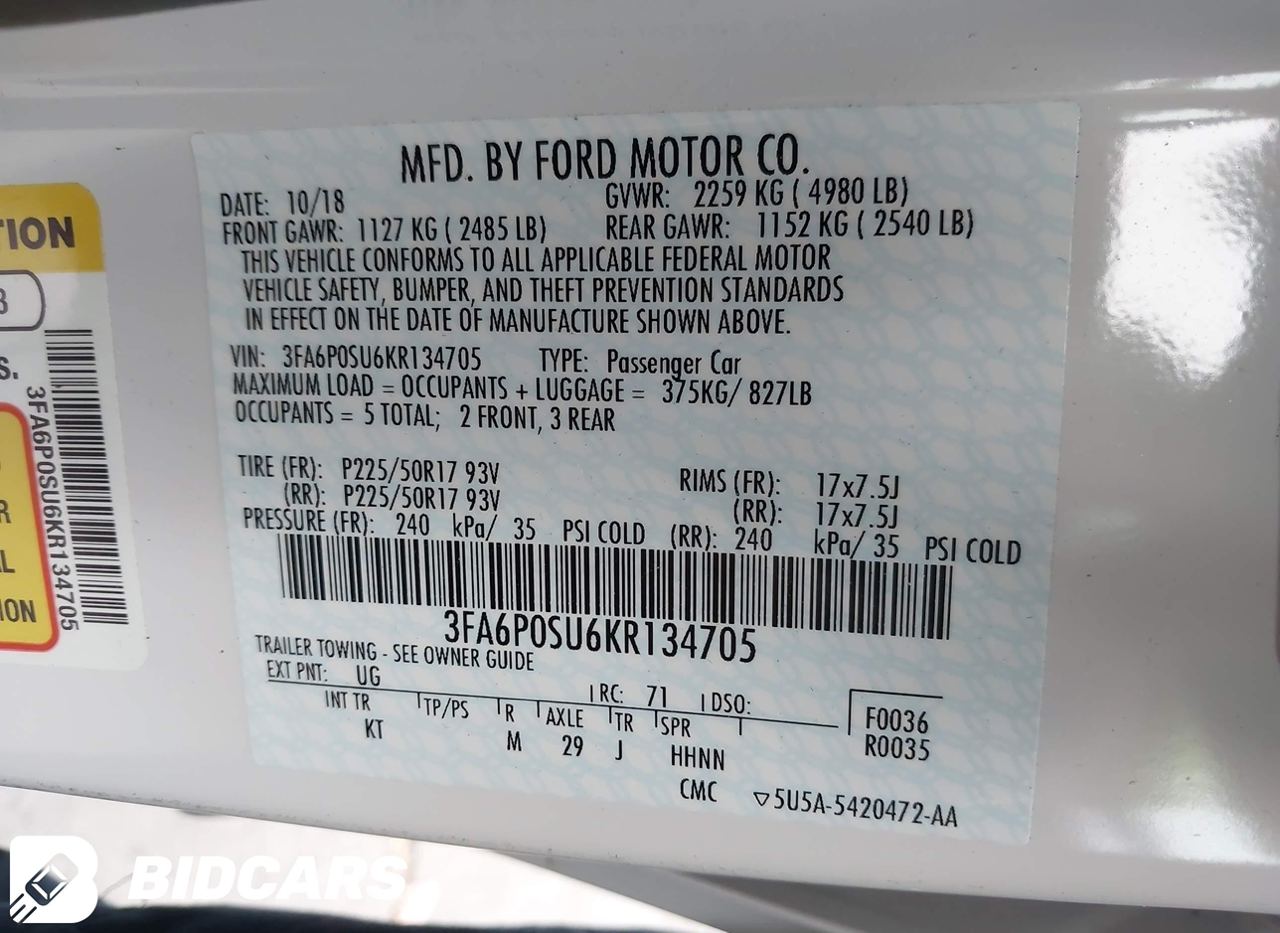 MFD. BY FORD MOTOR CO.
DATE: 10/18 GVWR: 2259 KG ( 4980 LB)
FRONT GAWR: 1127 KG ( 2485 LB) REAR GAWR: 1152 KG ( 2540 LB)
THIS VEHICLE CONFORMS TO ALL APPLICABLE FEDERAL MOTOR
VEHICLE SAFETY, BUMPER, AND THEFT PREVENTION STANDARDS
IN EFFECT ON THE DATE OF MANUFACTURE SHOWN ABOVE.
VIN: 3FA6P0SU6KR134705 TYPE: Passenger Car
MAXIMUM LOAD = OCCUPANTS + LUGGAGE = 375KG/ 827LB
OCCUPANTS = 5 TOTAL; 2 FRONT, 3 REAR
TIRE (FR): P225/50R17 93V RIMS (FR): 17x7.5J
(RR): P225/50R17 93V (RR): 17x7.5J
PRESSURE (FR): 240 kPa/ 35 PSI COLD (RR): 240 kPa/ 35 PSI COLD
3FA6P0SU6KR134705
TRAILER TOWING - SEE OWNER GUIDE
EXT PNT: UG RC: 71 DSO:
INT TR TP/PS R AXLE TR SPR F0036
KT M 29 J HHNN R0035
CMC ▽5U5A-5420472-AA
TION
3
S.
3FA6P0SU6KR134705
R
L
ION
BIDCARS